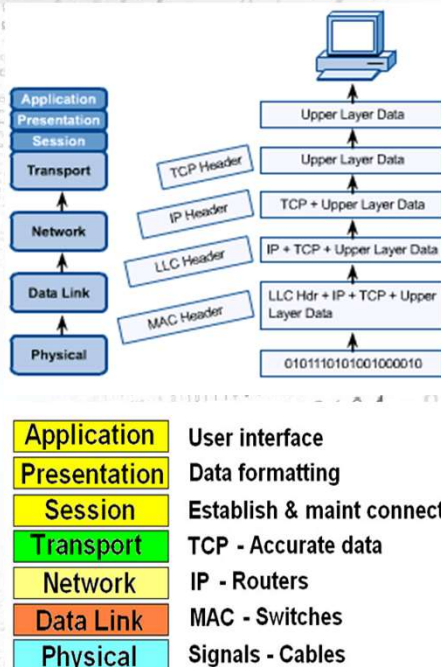 Application
Presentation
Session
Transport
Network
Data Link
Physical
TCP Header
IP Header
LLC Header
MAC Header
Upper Layer Data
Upper Layer Data
TCP + Upper Layer Data
IP + TCP + Upper Layer Data
LLC Hdr + IP + TCP + Upper
Layer Data
0101110101001000010
Application User interface
Presentation Data formatting
Session Establish & maint connect
Transport TCP - Accurate data
Network IP - Routers
Data Link MAC - Switches
Physical Signals - Cables